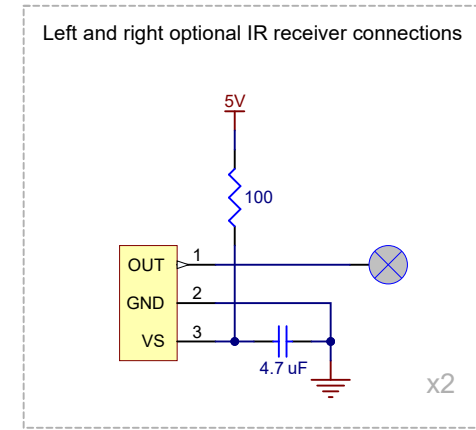 Left and right optional IR receiver connections
5V
100
OUT 1
GND 2
VS 3
4.7 uF
x2